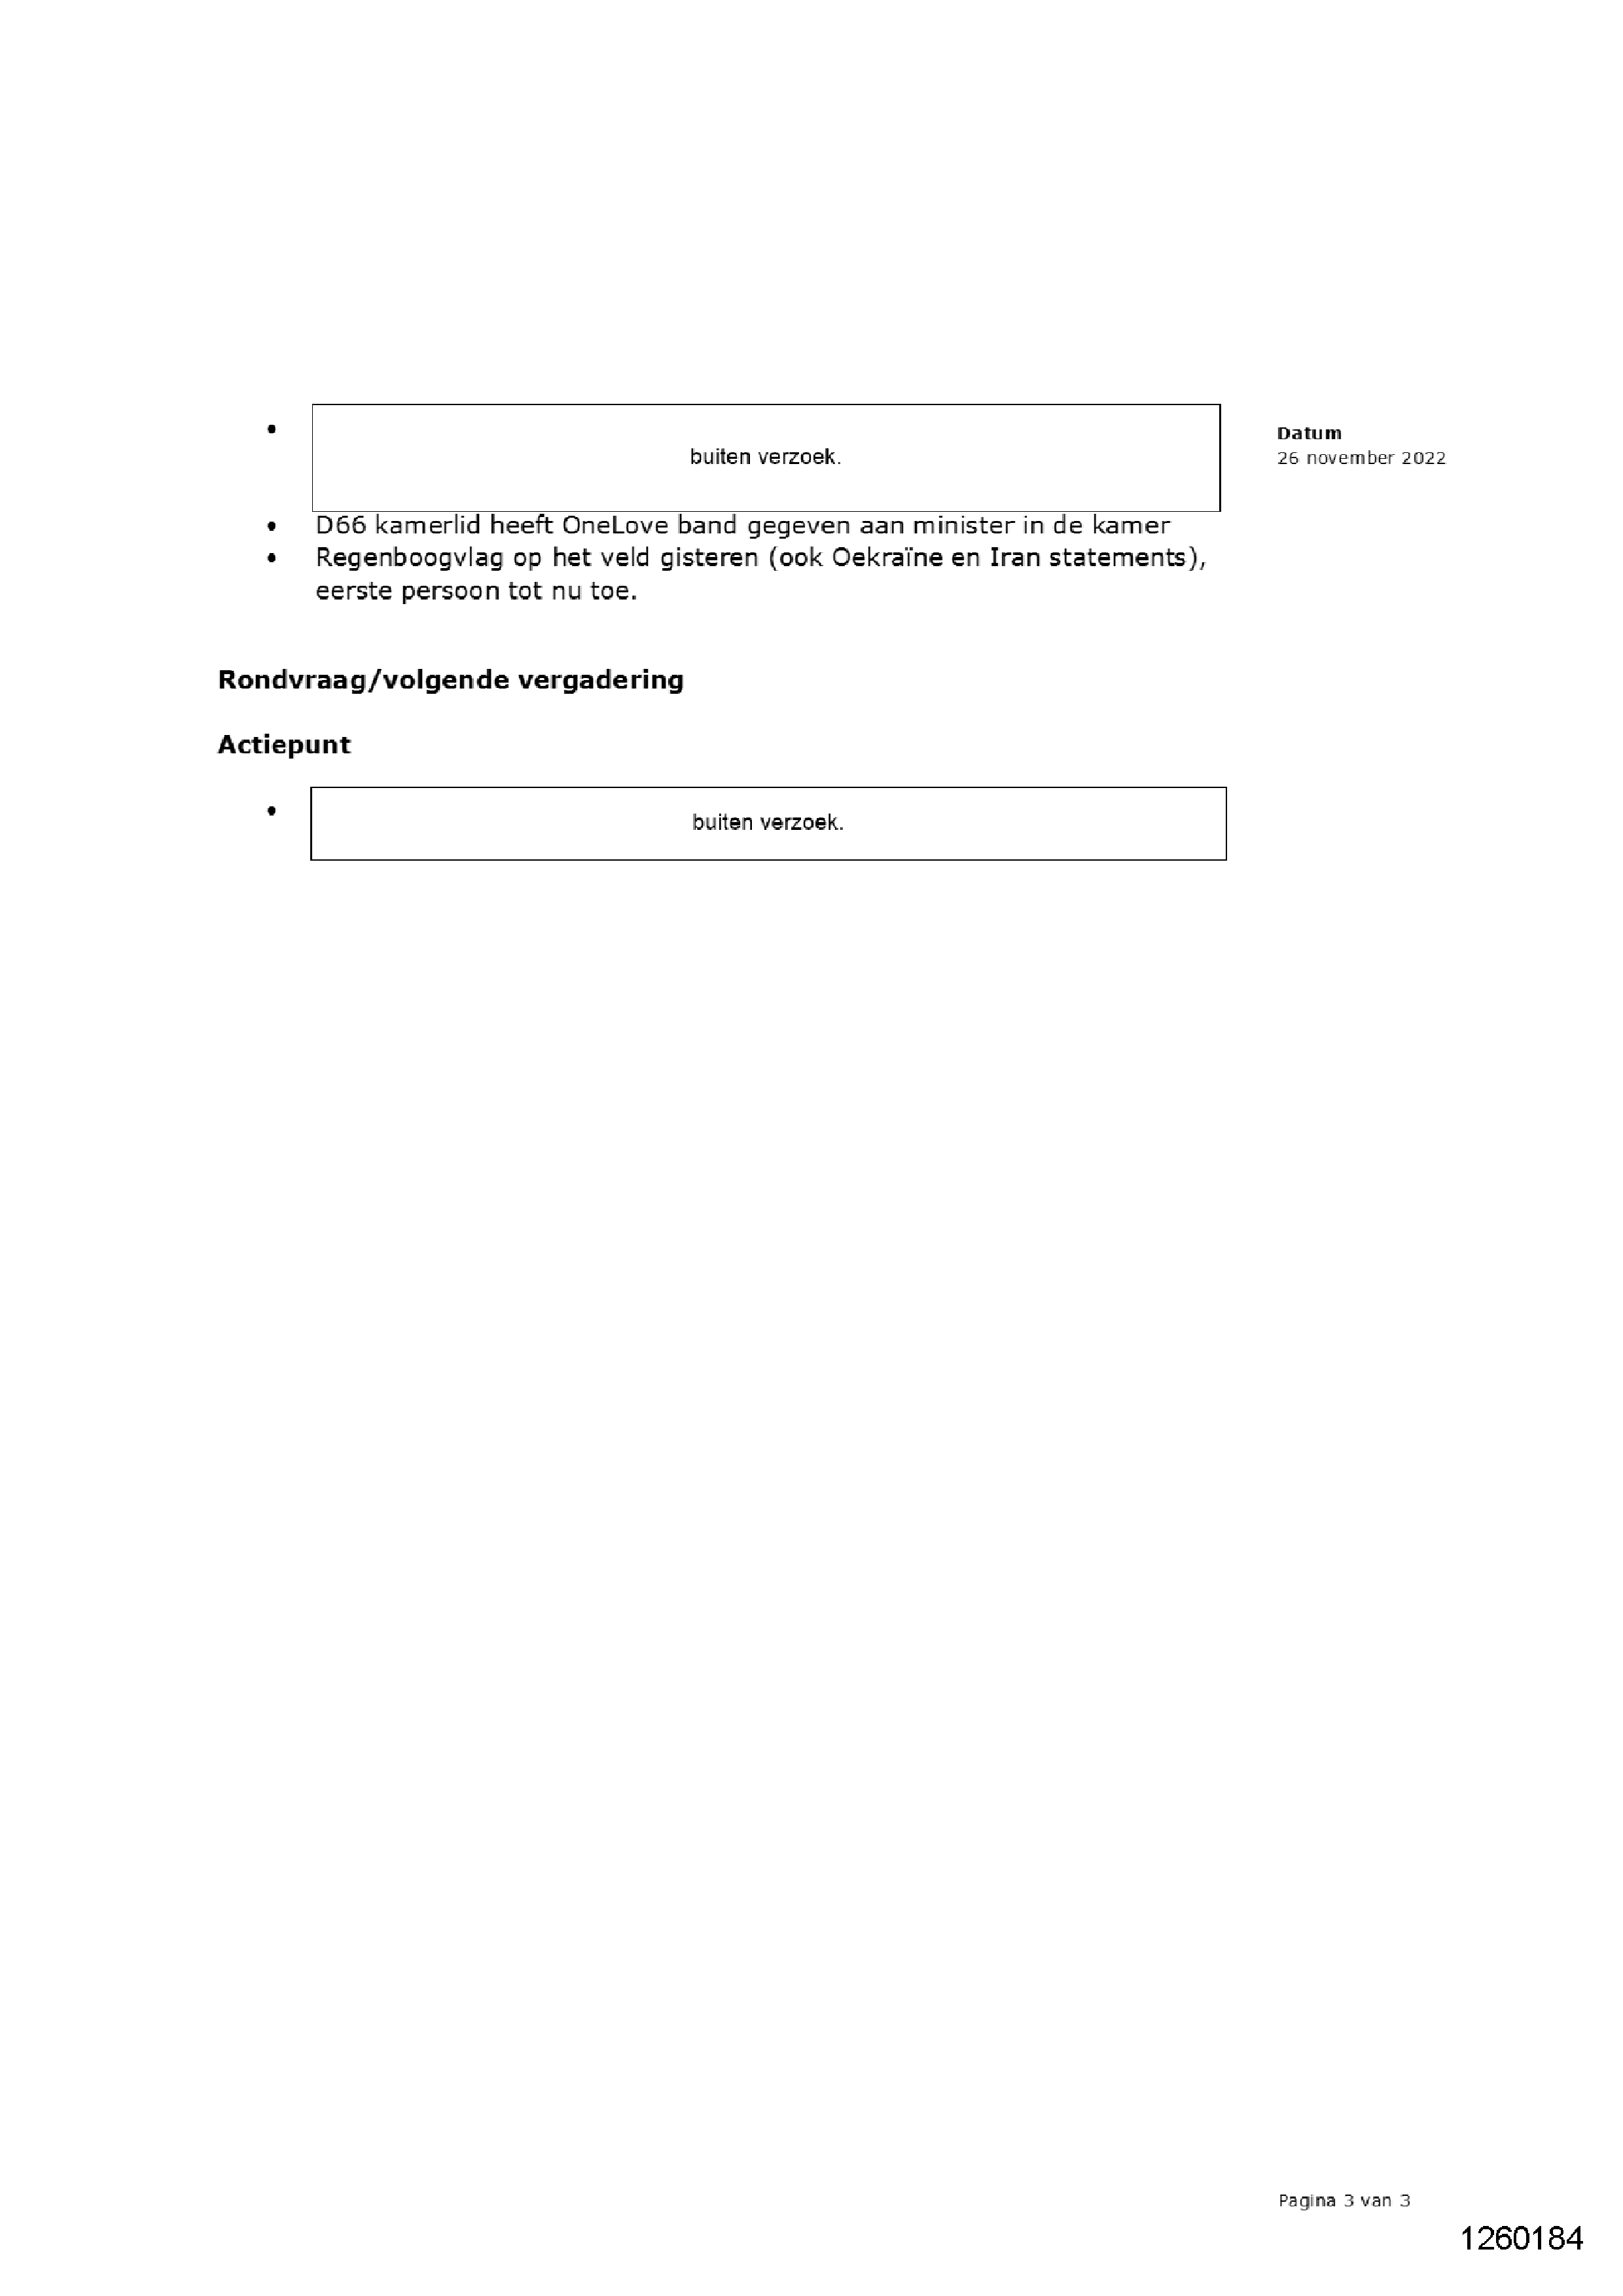 • buiten verzoek.
Datum
26 november 2022
• D66 kamerlid heeft OneLove band gegeven aan minister in de kamer
• Regenboogvlag op het veld gisteren (ook Oekraïne en Iran statements),
eerste persoon tot nu toe.
Rondvraag/volgende vergadering
Actiepunt
• buiten verzoek.
Pagina 3 van 3
1260184